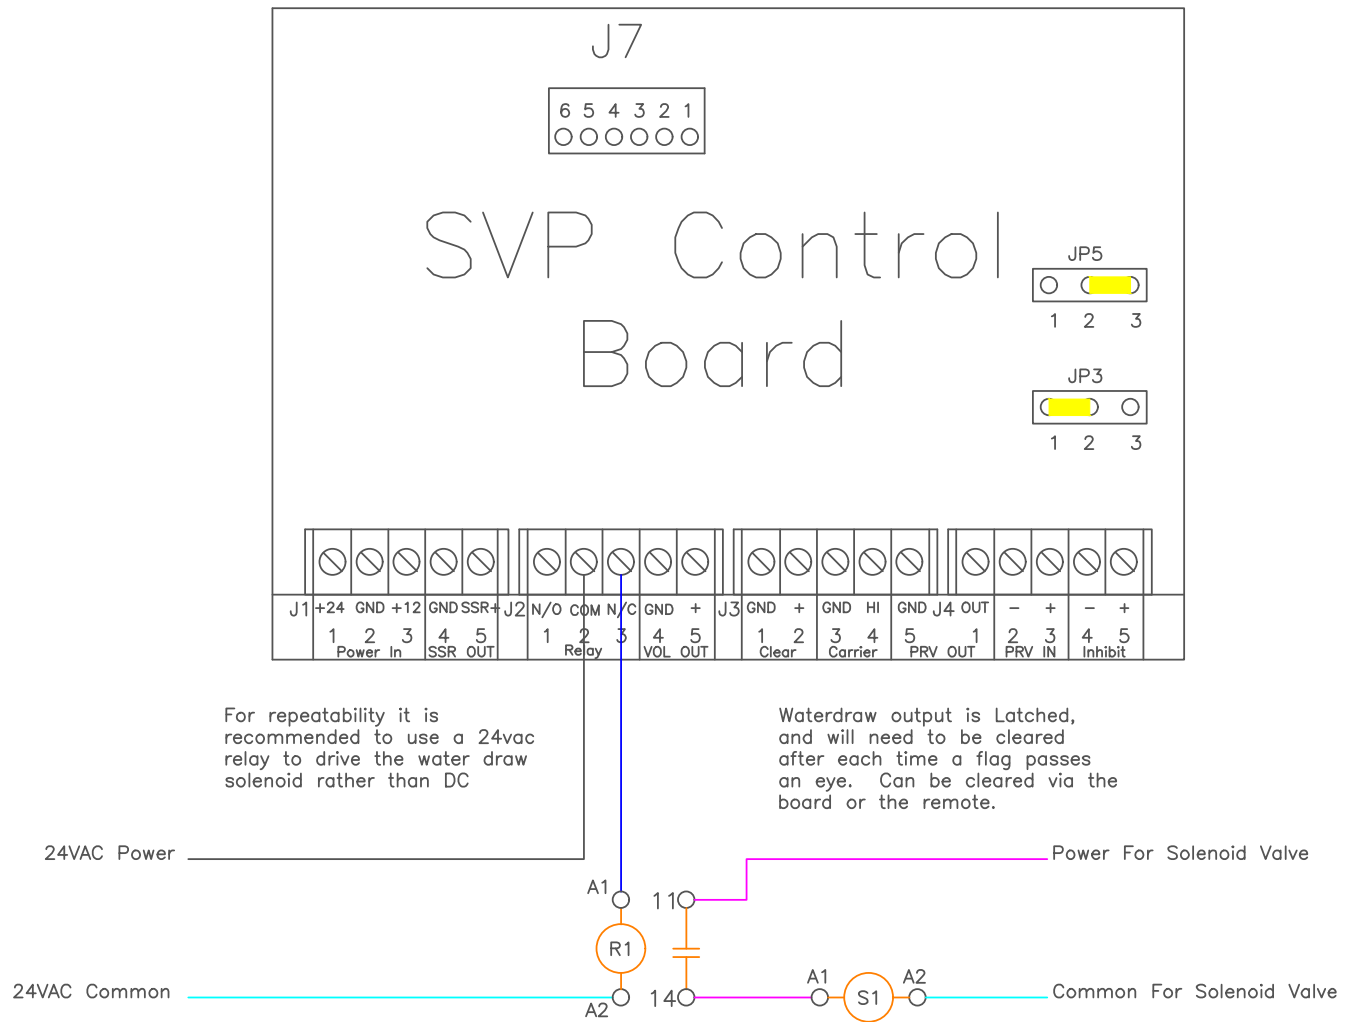 J7
6 5 4 3 2 1
SVP Control
Board
JP5
1 2 3
JP3
1 2 3
J1 +24 GND +12 GND SSR+ J2 N/O COM N/C GND + J3 GND + GND HI GND J4 OUT - + - +
1 2 3 4 5 1 2 3 4 5 1 2 3 4 5 1 2 3 4 5
Power In SSR OUT Relay VOL OUT Clear Carrier PRV OUT PRV IN Inhibit
For repeatability it is
recommended to use a 24vac
relay to drive the water draw
solenoid rather than DC
Waterdraw output is Latched,
and will need to be cleared
after each time a flag passes
an eye. Can be cleared via the
board or the remote.
24VAC Power
Power For Solenoid Valve
A1 11
R1
24VAC Common
A2 14
A1 S1 A2
Common For Solenoid Valve